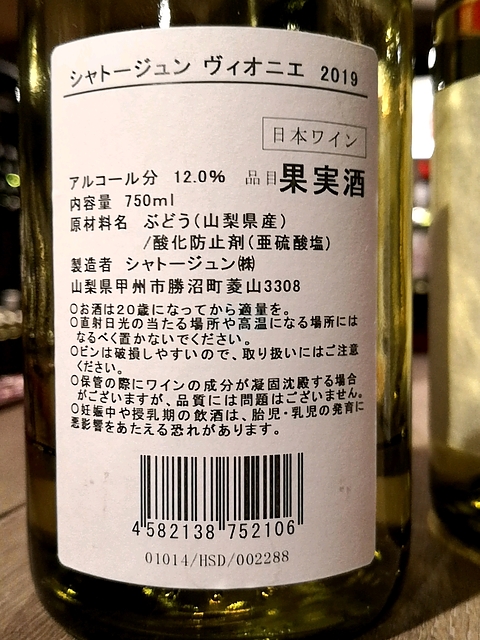 シャトージュン ヴィオニエ 2019
日本ワイン
アルコール分 12.0% 品目果実酒
内容量 750ml
原材料名 ぶどう(山梨県産)
/酸化防止剤(亜硫酸塩)
製造者 シャトージュン㈱
山梨県甲州市勝沼町菱山3308
○お酒は20歳になってから適量を。
○直射日光の当たる場所や高温になる場所には
なるべく置かないでください。
○ビンは破損しやすいので、取り扱いにはご注意
ください。
○保管の際にワインの成分が凝固沈殿する場合
がございますが、品質には問題はございません。
○妊娠中や授乳期の飲酒は、胎児・乳児の発育に
悪影響をあたえる恐れがあります。
4 582138 752106
01014/HSD/002288